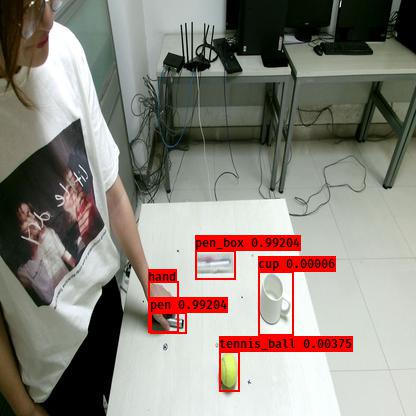 pen_box 0.99204
cup 0.00006
hand
pen 0.99204
tennis_ball 0.00375